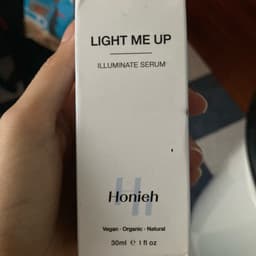 LIGHT ME UP
ILLUMINATE SERUM
H
Honieh
Vegan · Organic · Natural
30ml ℮ 1 fl oz